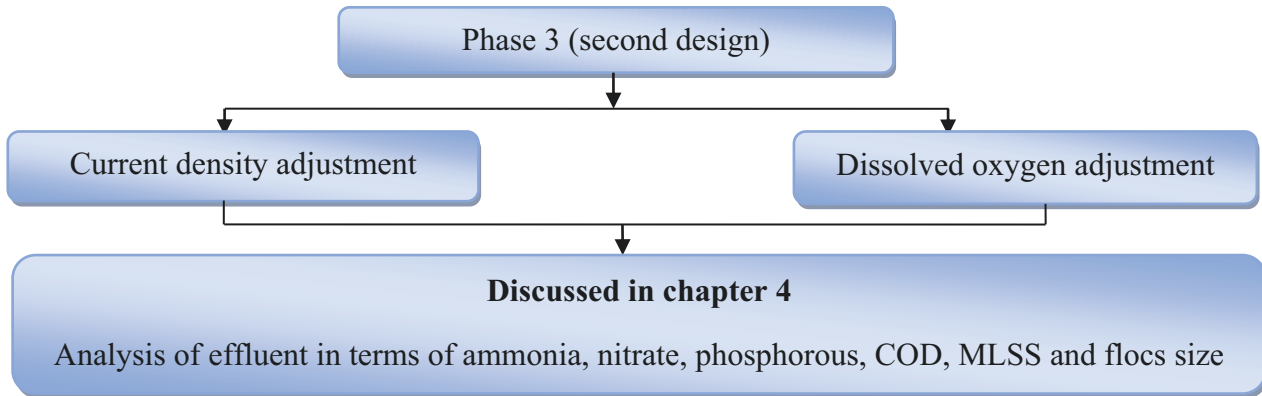 Phase 3 (second design)
Current density adjustment
Dissolved oxygen adjustment
Discussed in chapter 4
Analysis of effluent in terms of ammonia, nitrate, phosphorous, COD, MLSS and flocs size